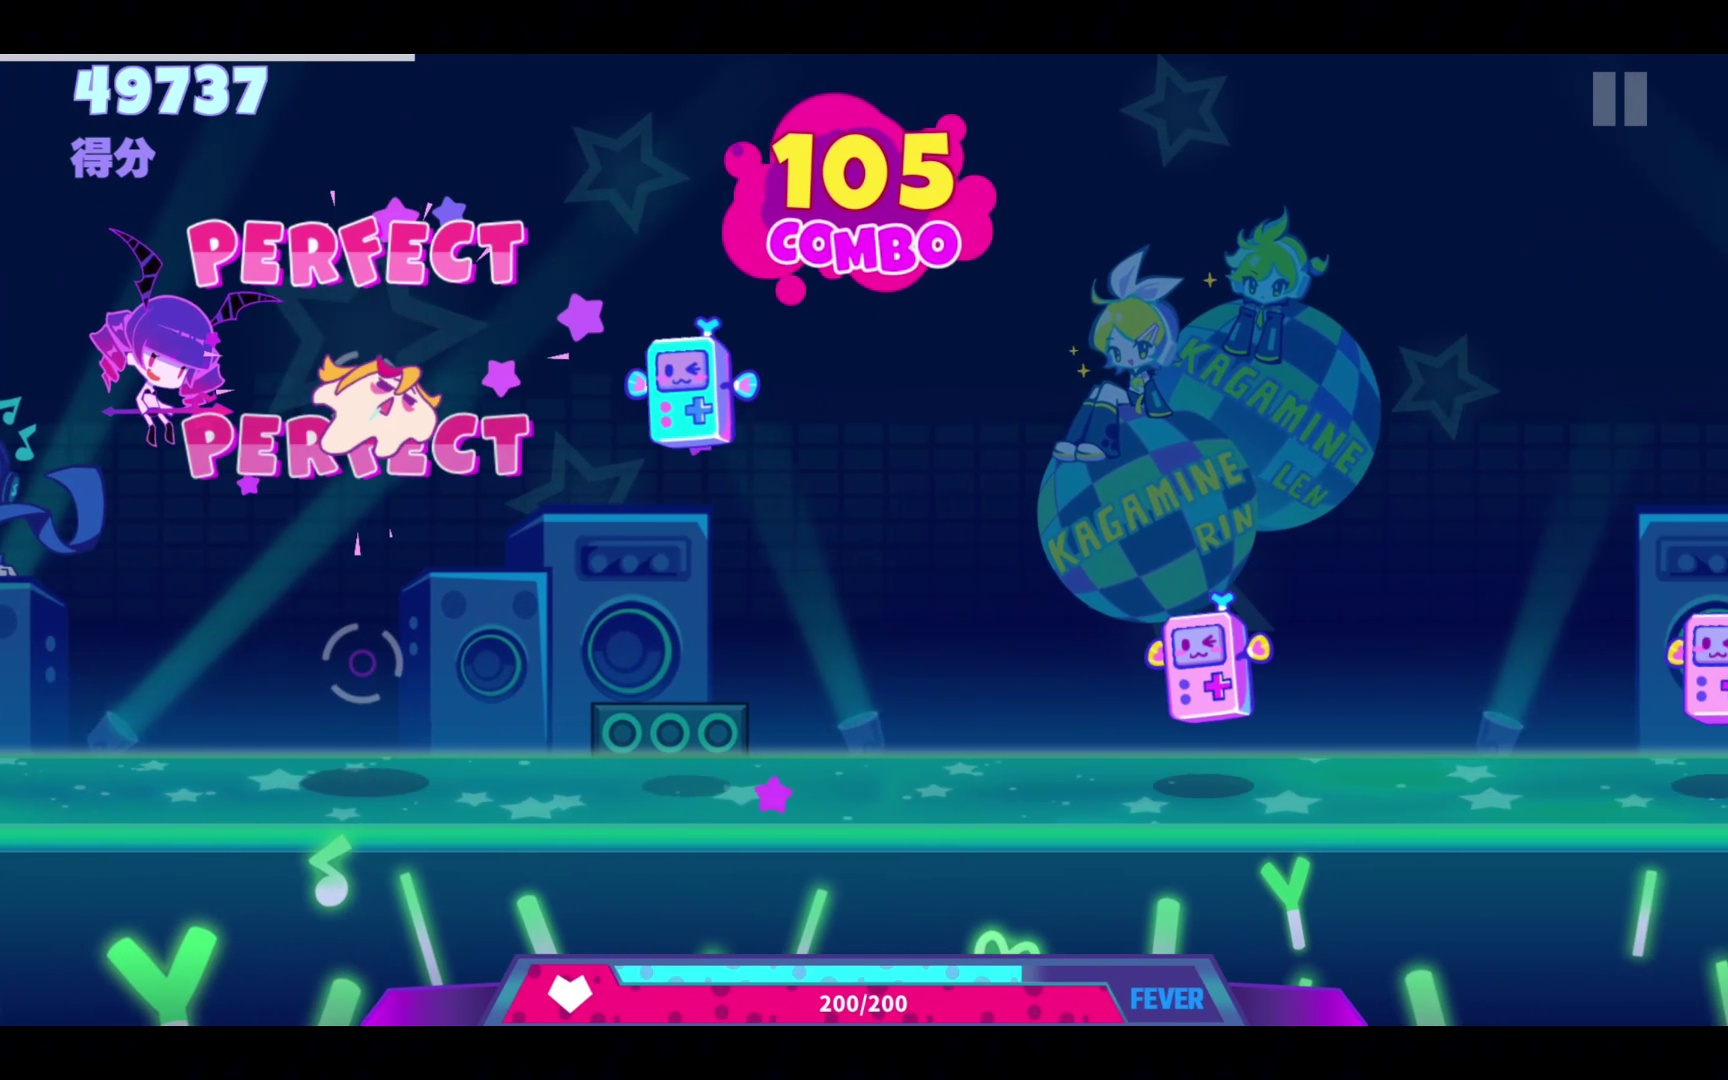 49737
得分
105
COMBO
PERFECT
PERFECT
KAGAMINE
LEN
KAGAMINE
RIN
200/200
FEVER